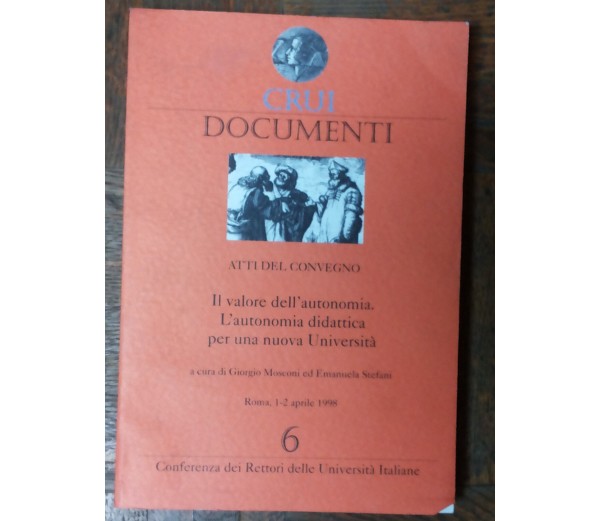 CRUI
DOCUMENTI
ATTI DEL CONVEGNO
Il valore dell'autonomia.
L'autonomia didattica
per una nuova Università
a cura di Giorgio Mosconi ed Emanuela Stefani
Roma, 1-2 aprile 1998
6
Conferenza dei Rettori delle Università Italiane